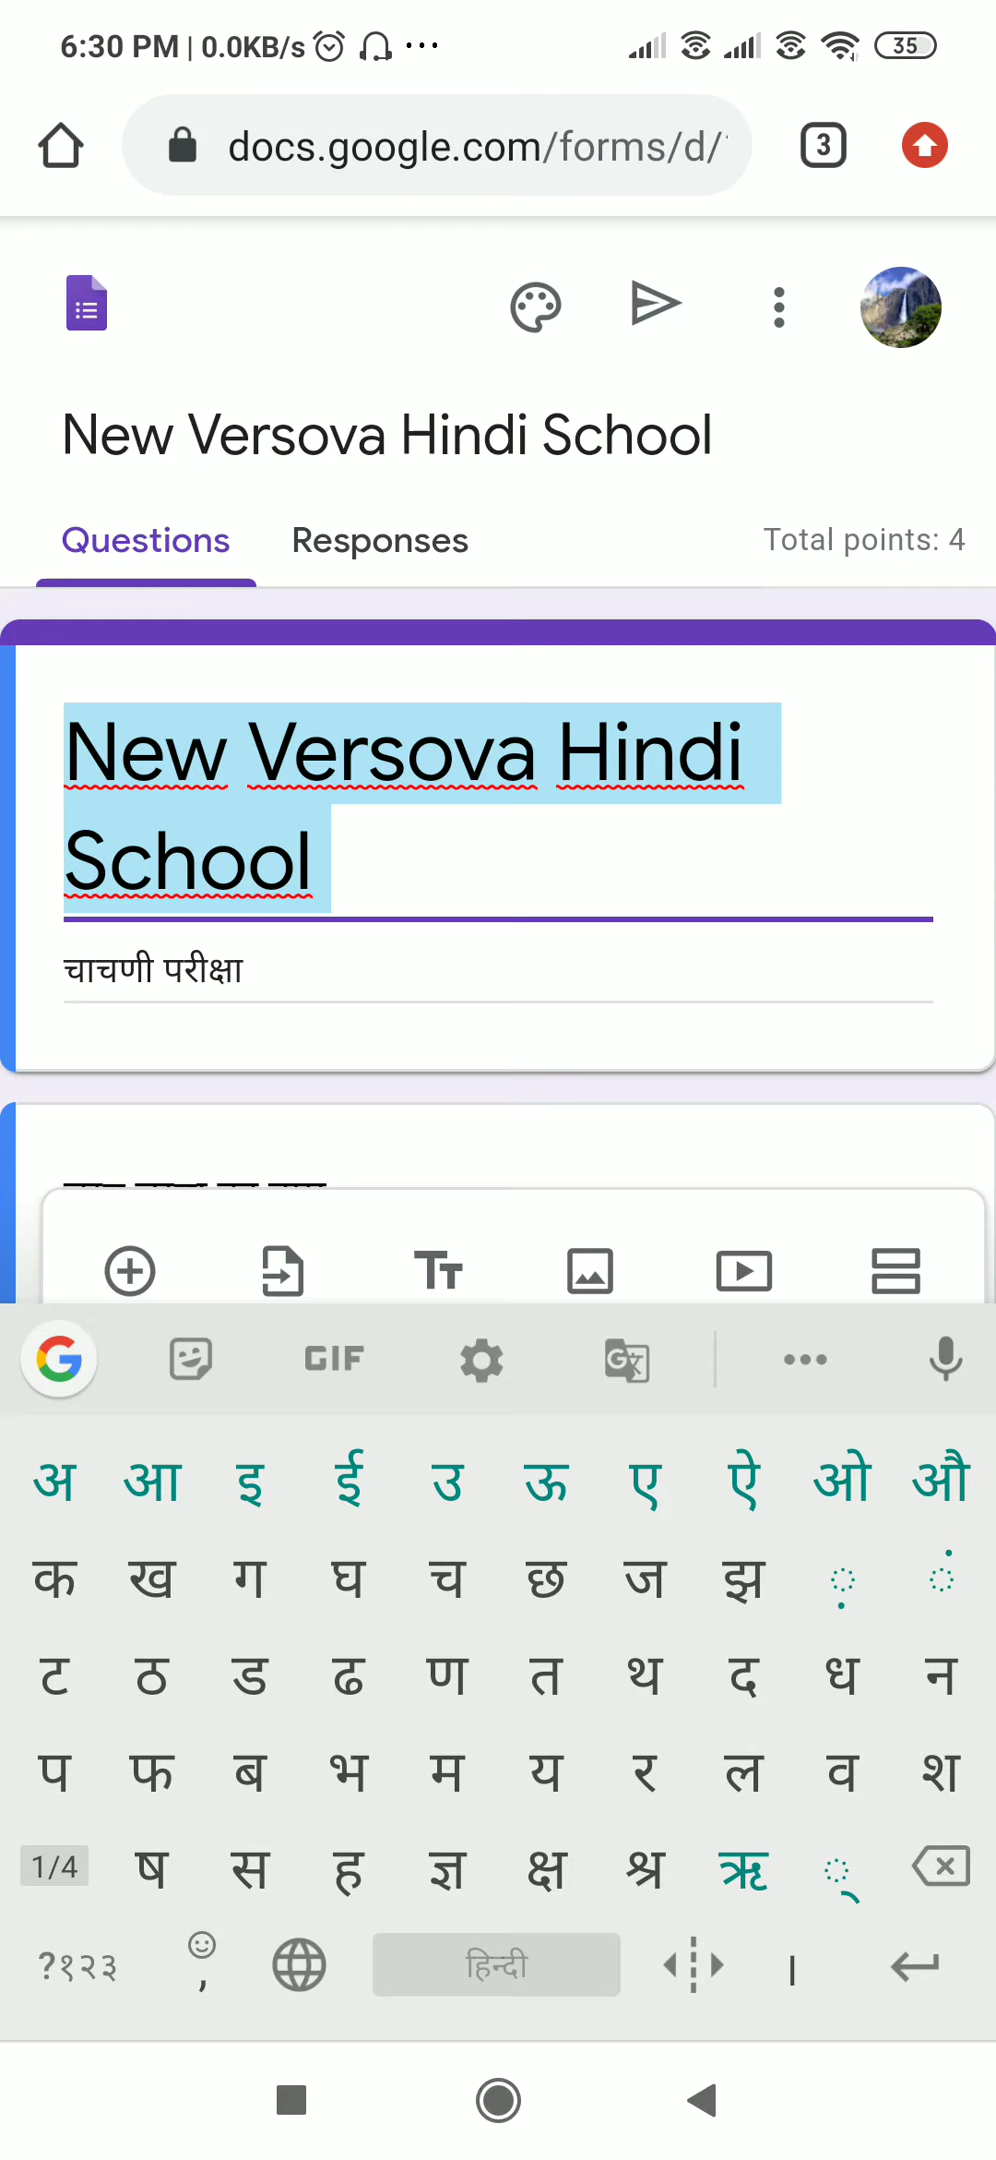 6:30 PM | 0.0KB/s ... 35
docs.google.com/forms/d/ 3
New Versova Hindi School
Questions Responses Total points: 4
New Versova Hindi
School
चाचणी परीक्षा
GIF
अ आ इ ई उ ऊ ए ऐ ओ औ
क ख ग घ च छ ज झ ़ ं
ट ठ ड ढ ण त थ द ध न
प फ ब भ म य र ल व श
1/4 ष स ह ज्ञ क्ष श्र ऋ ्
?१२३ , हिन्दी ।